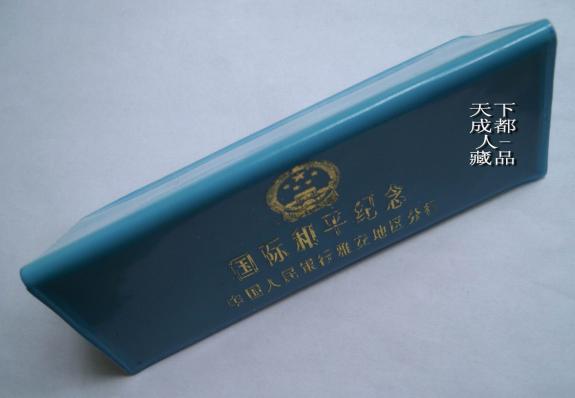 国际和平纪念
中国人民银行雅安地区分行
天下
成都
人一
藏品